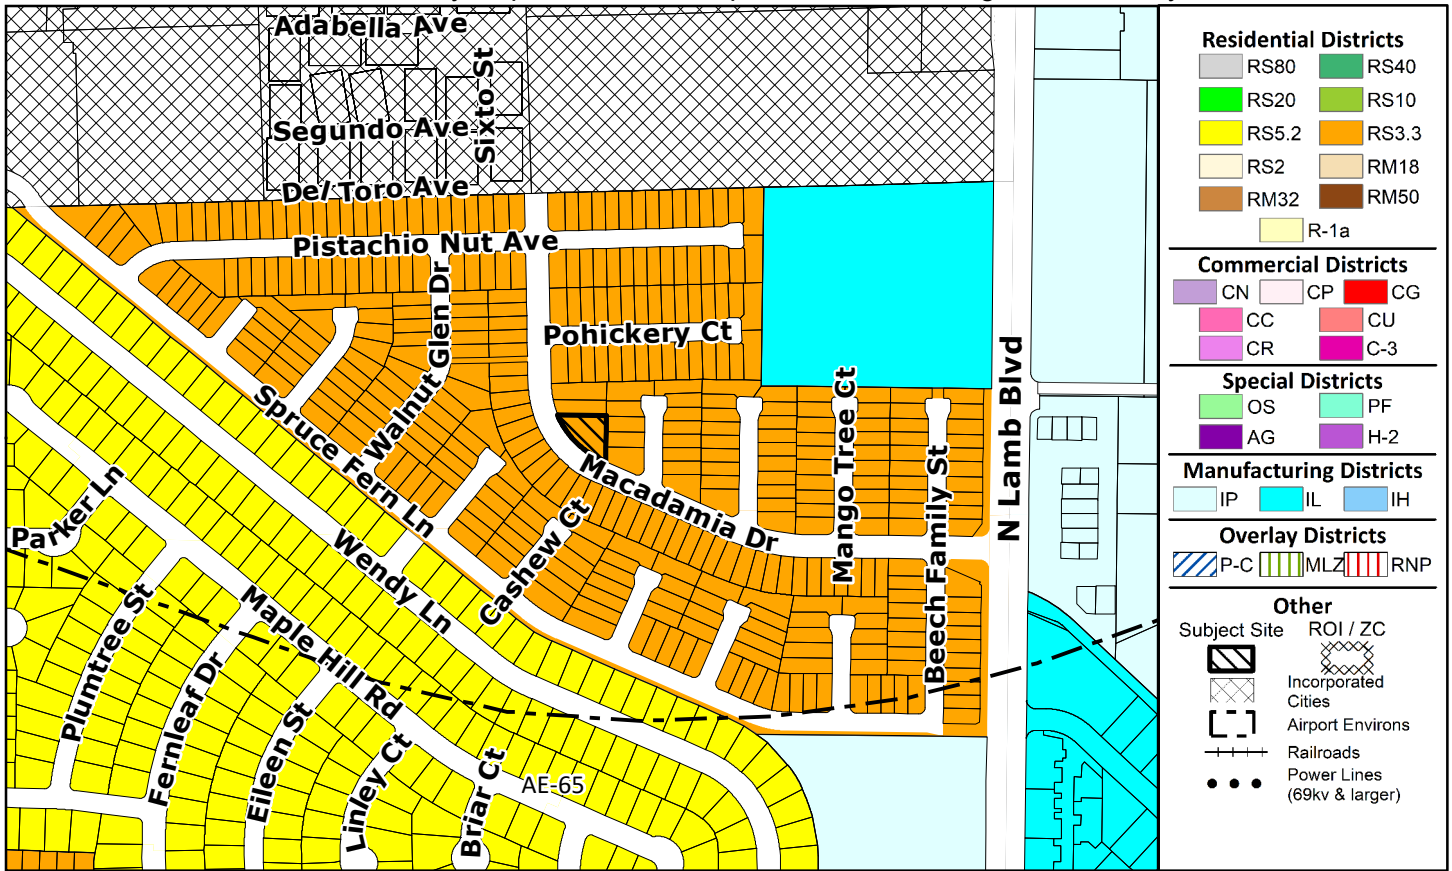 Adabella Ave
Sixto St
Segundo Ave
Del Toro Ave
Pistachio Nut Ave
Walnut Glen Dr
Pohickery Ct
N Lamb Blvd
Mango Tree Ct
Spruce Fern Ln
Macadamia Dr
Beech Family St
Parker Ln
Wendy Ln
Cashew Ct
Plumtree St
Maple Hill Rd
Fernleaf Dr
Eileen St
Linley Ct
Briar Ct
AE-65
Residential Districts
RS80 RS40
RS20 RS10
RS5.2 RS3.3
RS2 RM18
RM32 RM50
R-1a
Commercial Districts
CN CP CG
CC CU
CR C-3
Special Districts
OS PF
AG H-2
Manufacturing Districts
IP IL IH
Overlay Districts
P-C MLZ RNP
Other
Subject Site ROI / ZC
Incorporated
Cities
Airport Environs
Railroads
Power Lines
(69kv & larger)